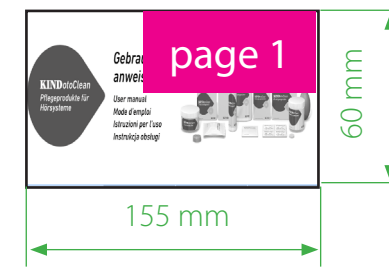 page 1
Gebrau
anweis
KINDotoClean
Pflegeprodukte für
Hörsysteme
User manual
Mode d'emploi
Istruzioni per l'uso
Instrukcja obsługi
60 mm
155 mm